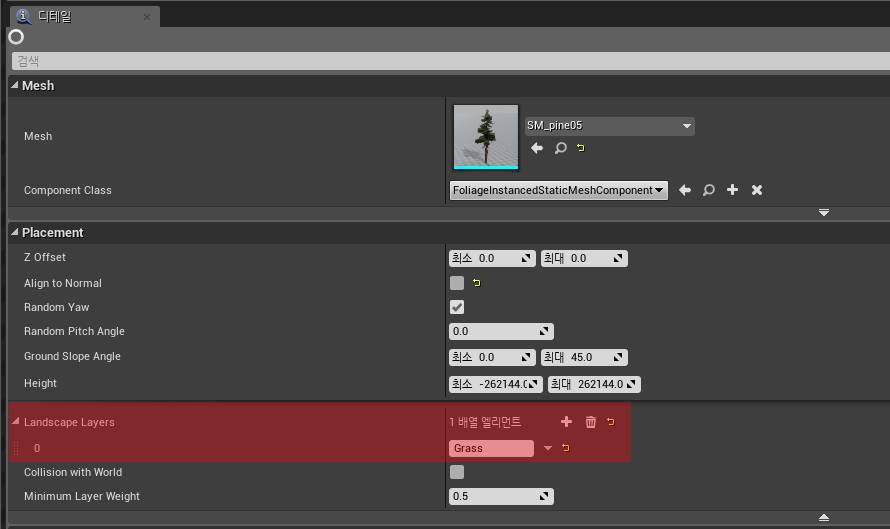 디테일
검색
Mesh
Mesh
SM_pine05
Component Class
FoliageInstancedStaticMeshComponent
Placement
Z Offset
최소 0.0 최대 0.0
Align to Normal
Random Yaw
Random Pitch Angle
0.0
Ground Slope Angle
최소 0.0 최대 45.0
Height
최소 -262144.0 최대 262144.0
Landscape Layers
1 배열 엘리먼트
0
Grass
Collision with World
Minimum Layer Weight
0.5